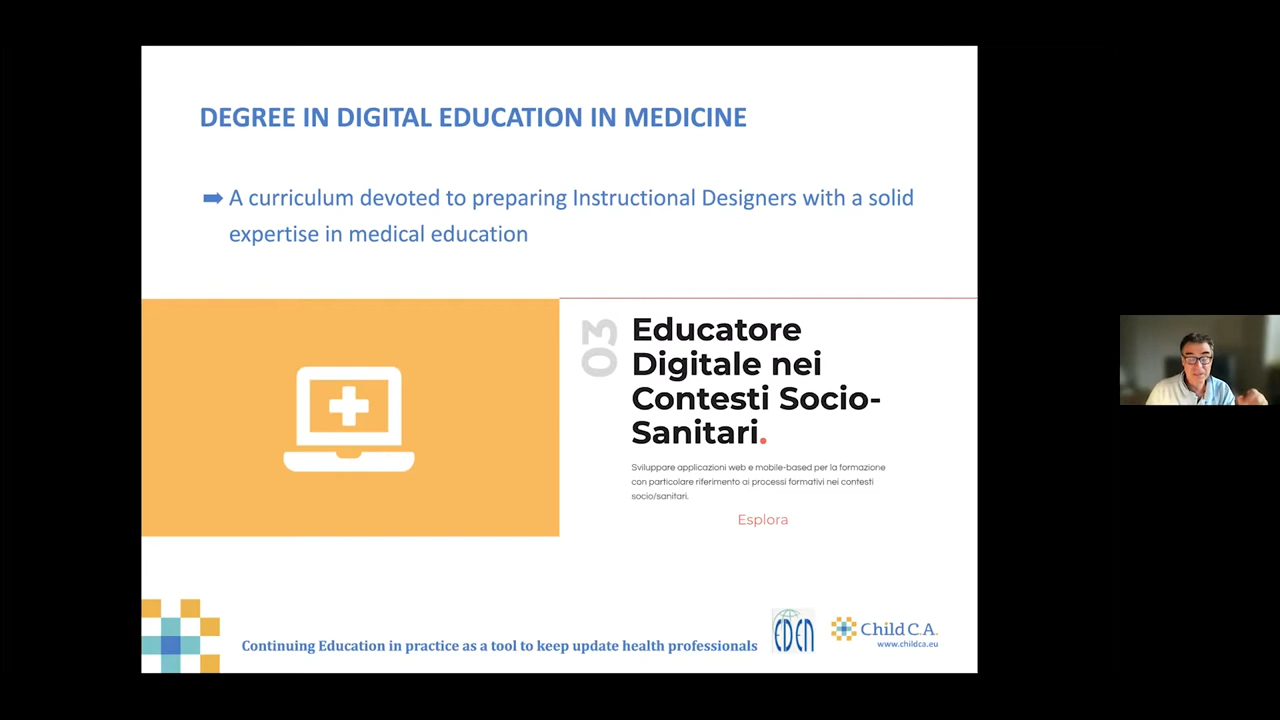 DEGREE IN DIGITAL EDUCATION IN MEDICINE
➡ A curriculum devoted to preparing Instructional Designers with a solid
expertise in medical education
03
Educatore
Digitale nei
Contesti Socio-
Sanitari.
Sviluppare applicazioni web e mobile-based per la formazione
con particolare riferimento ai processi formativi nei contesti
socio/sanitari.
Esplora
Continuing Education in practice as a tool to keep update health professionals
EDEN
Child C.A.
www.childca.eu